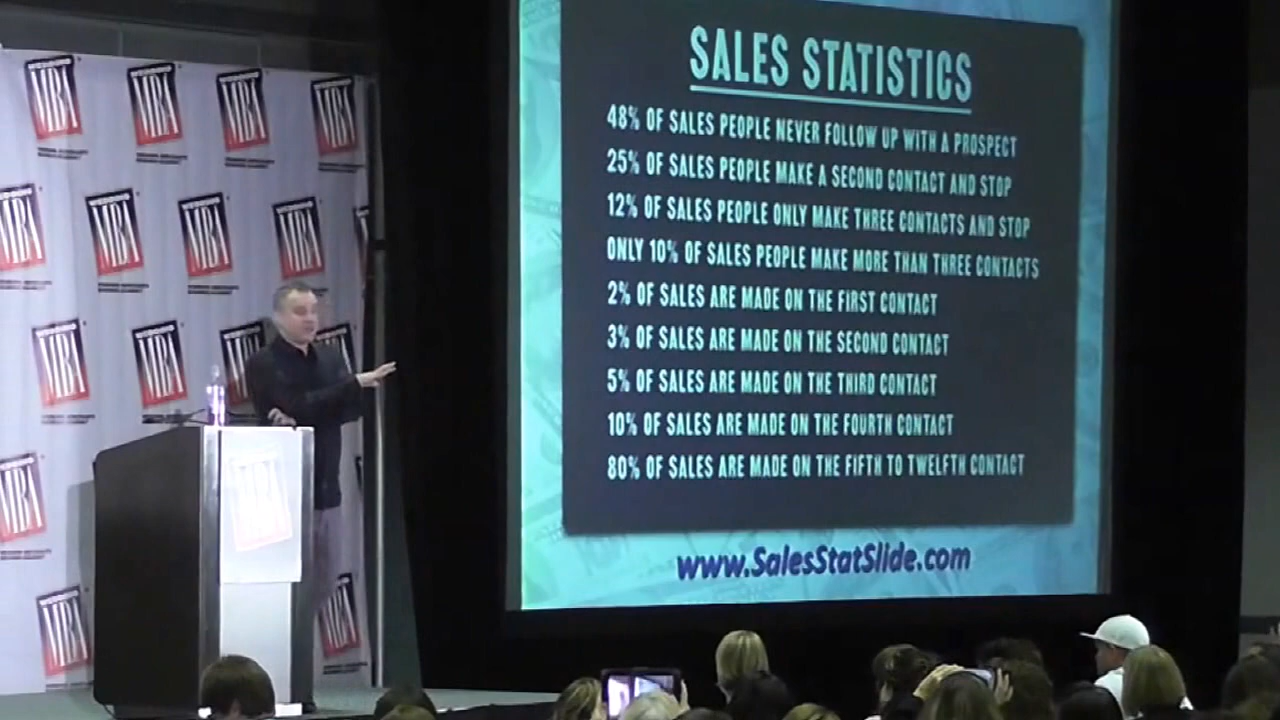 SALES STATISTICS
48% OF SALES PEOPLE NEVER FOLLOW UP WITH A PROSPECT
25% OF SALES PEOPLE MAKE A SECOND CONTACT AND STOP
12% OF SALES PEOPLE ONLY MAKE THREE CONTACTS AND STOP
ONLY 10% OF SALES PEOPLE MAKE MORE THAN THREE CONTACTS
2% OF SALES ARE MADE ON THE FIRST CONTACT
3% OF SALES ARE MADE ON THE SECOND CONTACT
5% OF SALES ARE MADE ON THE THIRD CONTACT
10% OF SALES ARE MADE ON THE FOURTH CONTACT
80% OF SALES ARE MADE ON THE FIFTH TO TWELFTH CONTACT
www.SalesStatSlide.com
WEDDING
MBA